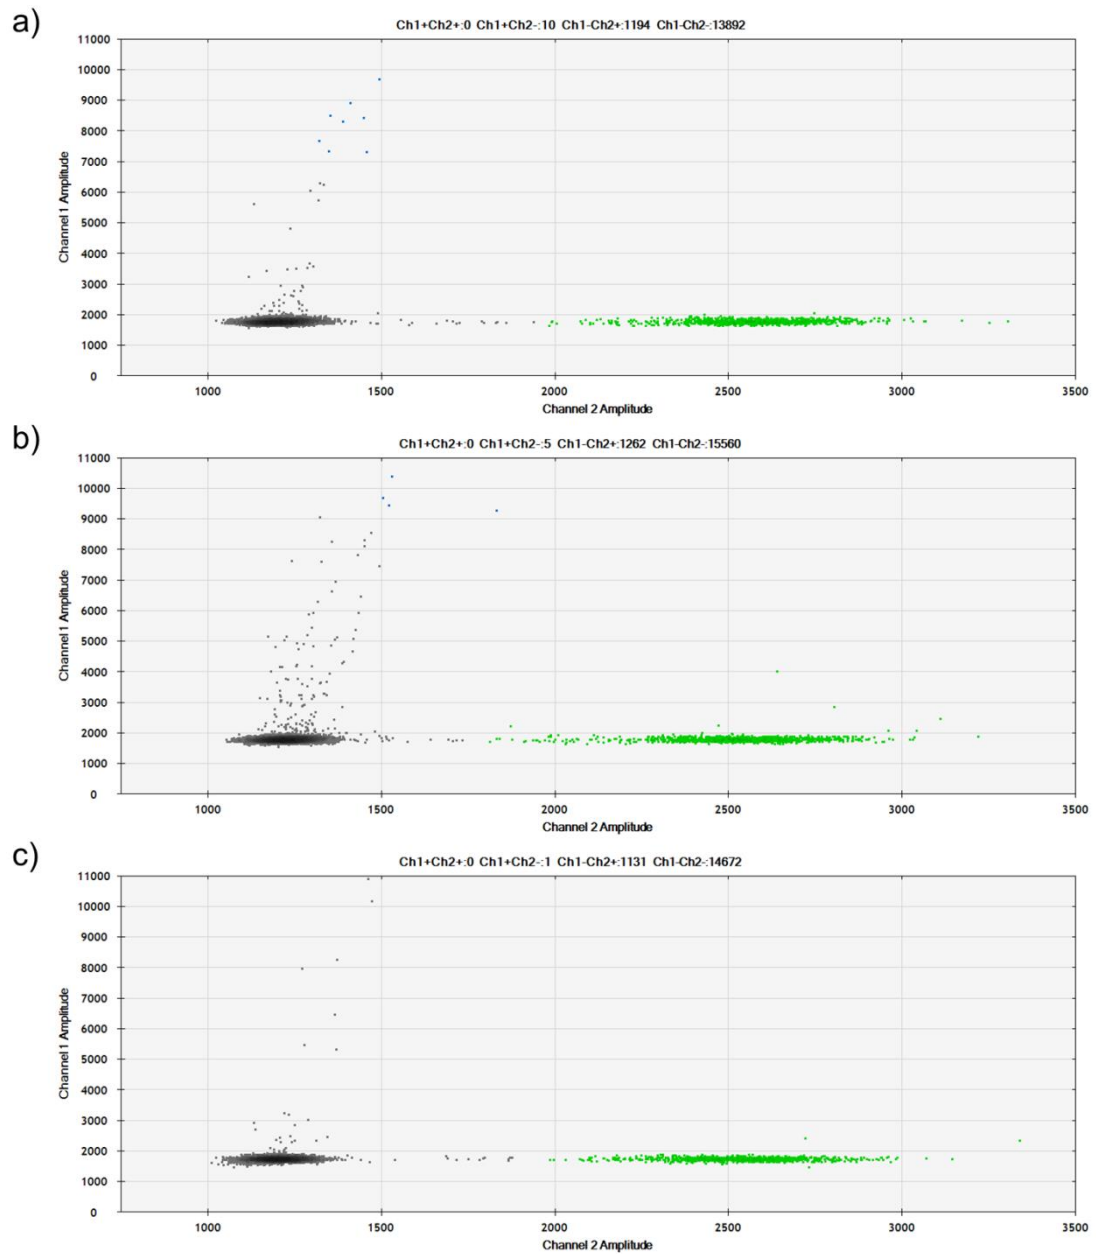 a)
Ch1+Ch2+:0 Ch1+Ch2-:10 Ch1-Ch2+:1194 Ch1-Ch2-:13892
11000
10000
9000
8000
7000
6000
5000
4000
3000
2000
1000
0
Channel 1 Amplitude
1000 1500 2000 2500 3000 3500
Channel 2 Amplitude
b)
Ch1+Ch2+:0 Ch1+Ch2-:5 Ch1-Ch2+:1262 Ch1-Ch2-:15560
11000
10000
9000
8000
7000
6000
5000
4000
3000
2000
1000
0
Channel 1 Amplitude
1000 1500 2000 2500 3000 3500
Channel 2 Amplitude
c)
Ch1+Ch2+:0 Ch1+Ch2-:1 Ch1-Ch2+:1131 Ch1-Ch2-:14672
11000
10000
9000
8000
7000
6000
5000
4000
3000
2000
1000
0
Channel 1 Amplitude
1000 1500 2000 2500 3000 3500
Channel 2 Amplitude